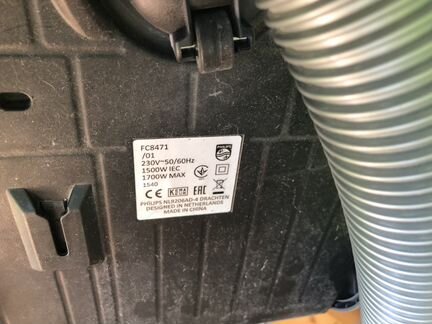 FC8471
/01
230V~50/60Hz
1500W IEC
1700W MAX
1540
PHILIPS
CE EAC
PHILIPS NL9206AD-4 DRACHTEN
DESIGNED IN NETHERLANDS
MADE IN CHINA